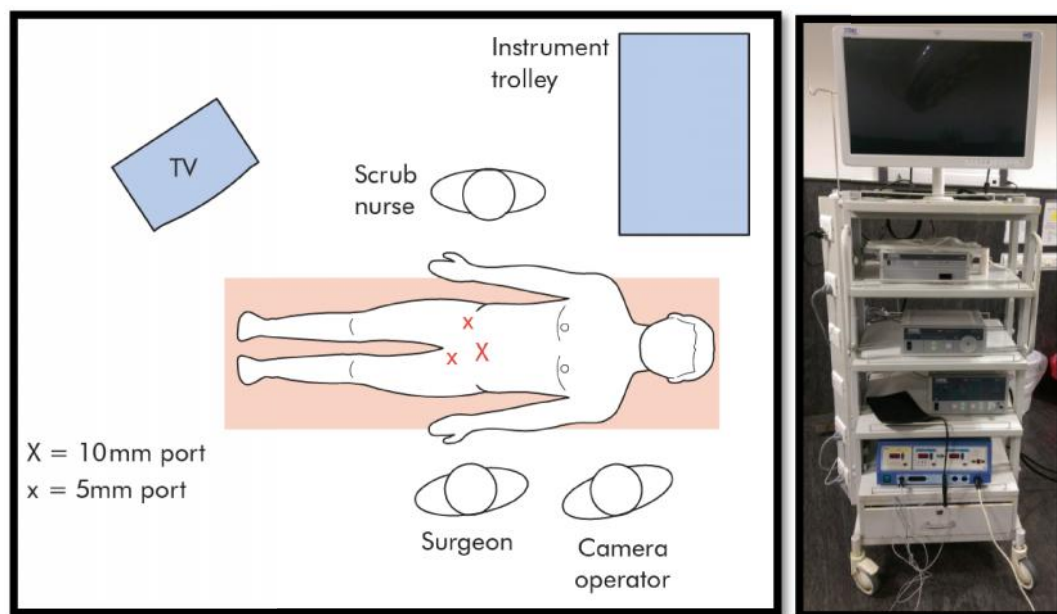 Instrument
trolley
TV
Scrub
nurse
x
x
X
X = 10mm port
x = 5mm port
Surgeon
Camera
operator